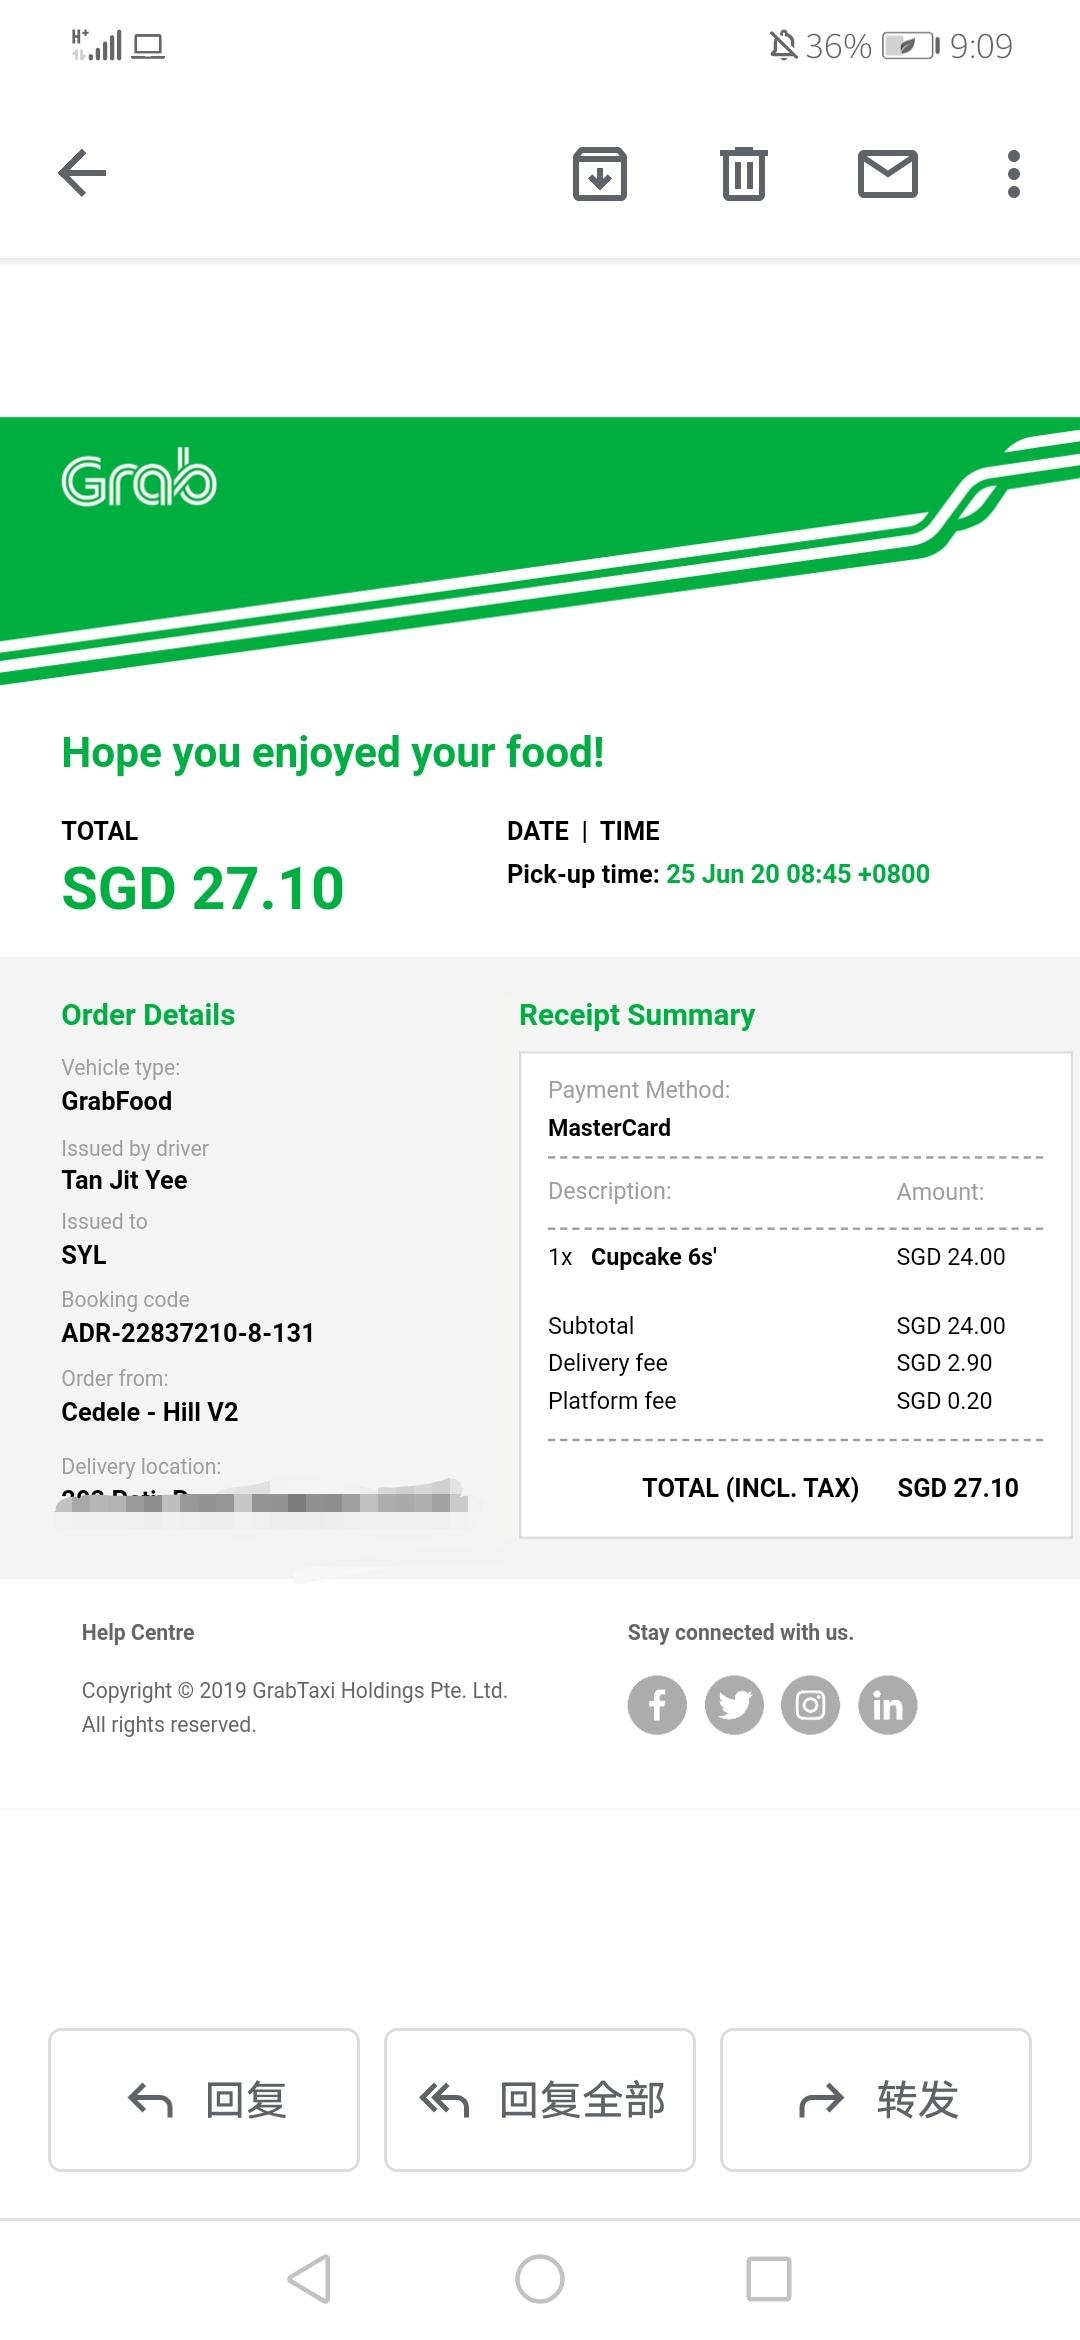 H+
36% 9:09
Grab
Hope you enjoyed your food!
TOTAL
SGD 27.10
DATE | TIME
Pick-up time: 25 Jun 20 08:45 +0800
Order Details
Vehicle type:
GrabFood
Issued by driver
Tan Jit Yee
Issued to
SYL
Booking code
ADR-22837210-8-131
Order from:
Cedele - Hill V2
Delivery location:
Receipt Summary
Payment Method:
MasterCard
Description: Amount:
1x Cupcake 6s' SGD 24.00
Subtotal SGD 24.00
Delivery fee SGD 2.90
Platform fee SGD 0.20
TOTAL (INCL. TAX) SGD 27.10
Help Centre
Copyright © 2019 GrabTaxi Holdings Pte. Ltd.
All rights reserved.
Stay connected with us.
回复 回复全部 转发